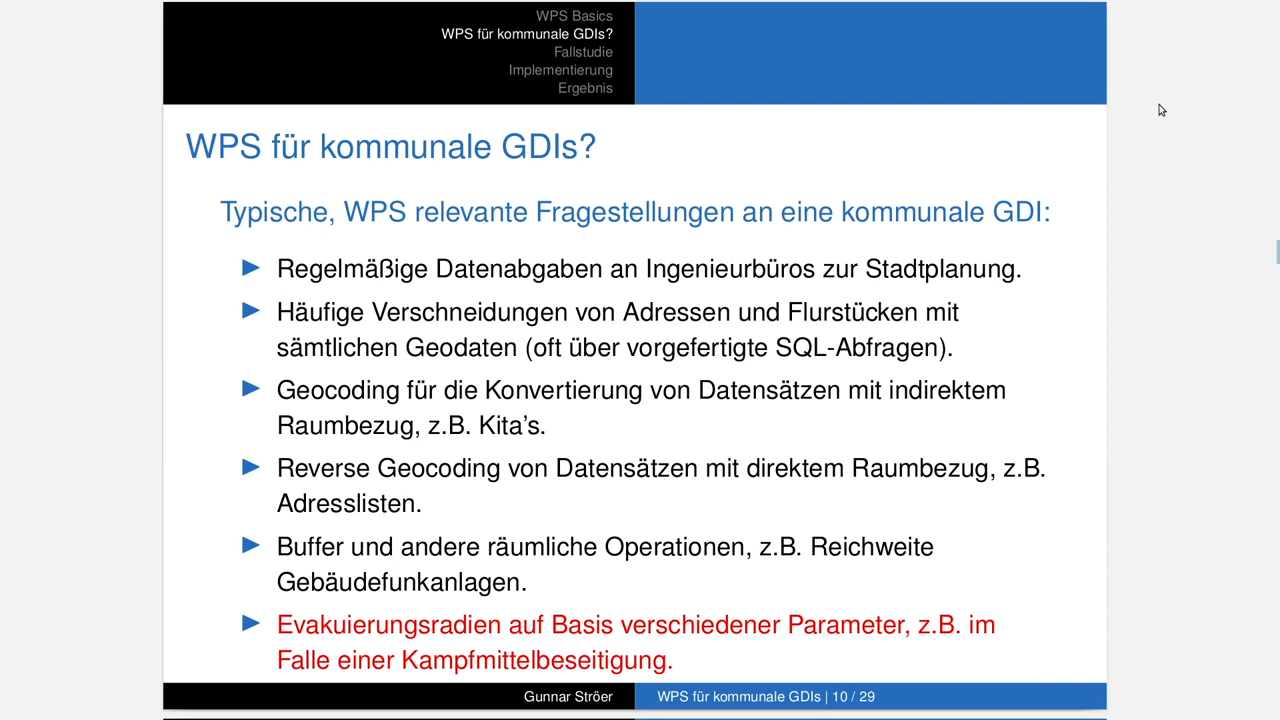 WPS Basics
WPS für kommunale GDIs?
Fallstudie
Implementierung
Ergebnis
WPS für kommunale GDIs?
Typische, WPS relevante Fragestellungen an eine kommunale GDI:
Regelmäßige Datenabgaben an Ingenieurbüros zur Stadtplanung.
Häufige Verschneidungen von Adressen und Flurstücken mit
sämtlichen Geodaten (oft über vorgefertigte SQL-Abfragen).
Geocoding für die Konvertierung von Datensätzen mit indirektem
Raumbezug, z.B. Kita's.
Reverse Geocoding von Datensätzen mit direktem Raumbezug, z.B.
Adresslisten.
Buffer und andere räumliche Operationen, z.B. Reichweite
Gebäudefunkanlagen.
Evakuierungsradien auf Basis verschiedener Parameter, z.B. im
Falle einer Kampfmittelbeseitigung.
Gunnar Ströer
WPS für kommunale GDIs | 10 / 29